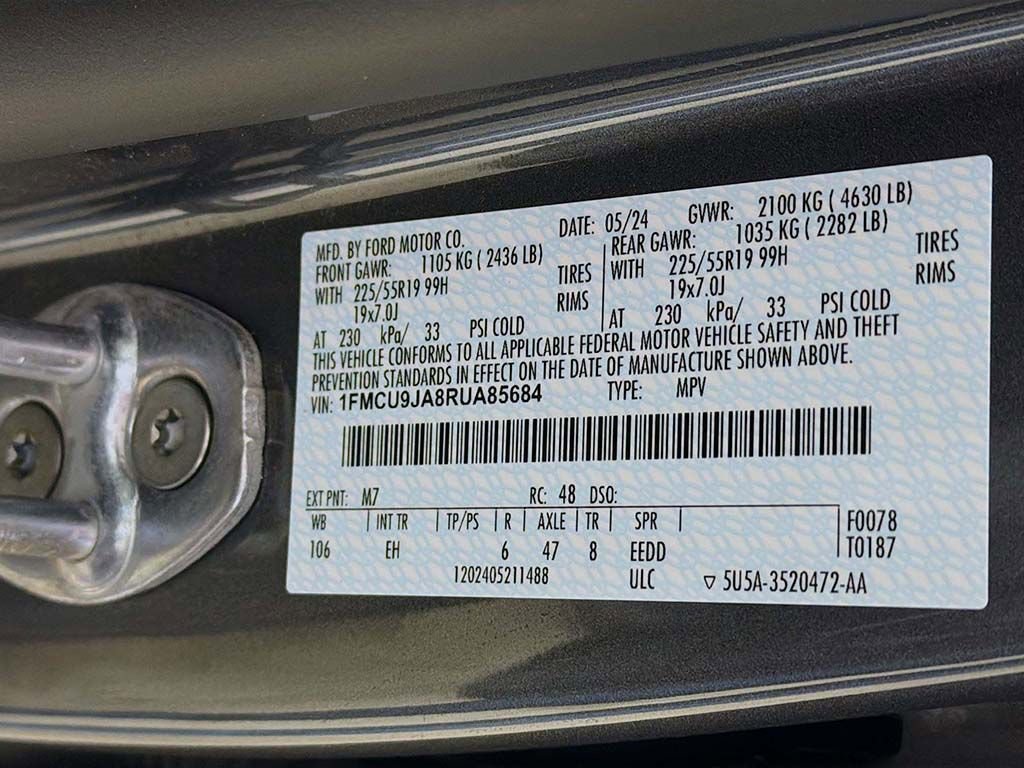 MFD. BY FORD MOTOR CO. DATE: 05/24 GVWR: 2100 KG ( 4630 LB)
FRONT GAWR: 1105 KG ( 2436 LB) REAR GAWR: 1035 KG ( 2282 LB)
WITH 225/55R19 99H TIRES WITH 225/55R19 99H TIRES
19x7.0J RIMS 19x7.0J RIMS
AT 230 kPa/ 33 PSI COLD AT 230 kPa/ 33 PSI COLD
THIS VEHICLE CONFORMS TO ALL APPLICABLE FEDERAL MOTOR VEHICLE SAFETY AND THEFT
PREVENTION STANDARDS IN EFFECT ON THE DATE OF MANUFACTURE SHOWN ABOVE.
VIN: 1FMCU9JA8RUA85684 TYPE: MPV
EXT PNT: M7 RC: 48 DSO:
WB | INT TR | TP/PS | R | AXLE | TR | SPR | F0078
106 EH 6 47 8 EEDD T0187
1202405211488 ULC ▽ 5U5A-3520472-AA